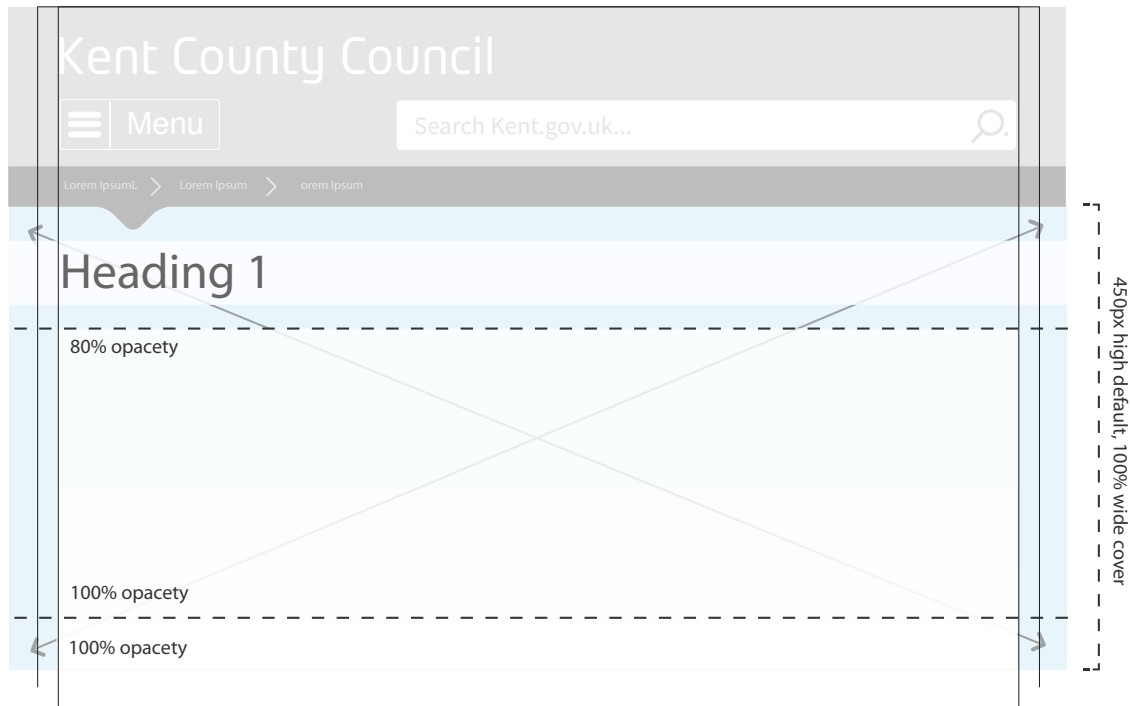 Kent County Council
Menu
Search Kent.gov.uk...
Lorem IpsumL
Lorem Ipsum
orem Ipsum
Heading 1
80% opacety
100% opacety
100% opacety
450px high default, 100% wide cover